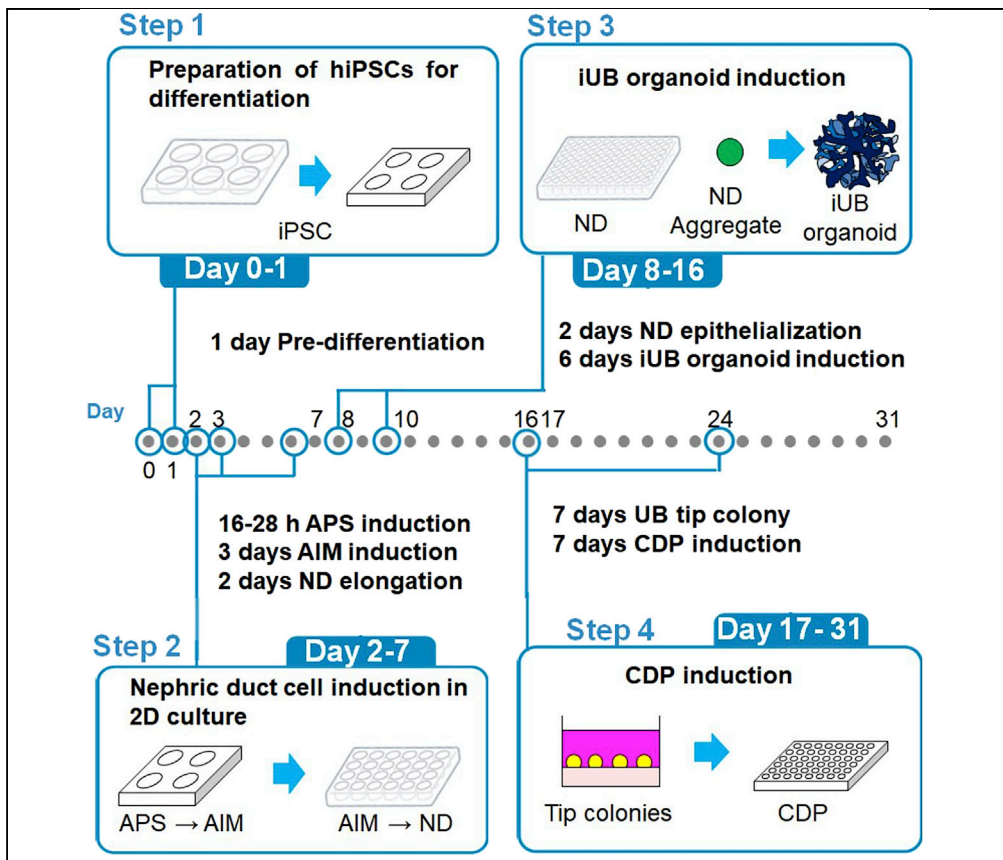 Step 1
Preparation of hiPSCs for
differentiation
iPSC
Day 0-1
Step 3
iUB organoid induction
ND
ND
Aggregate
iUB
organoid
Day 8-16
1 day Pre-differentiation
2 days ND epithelialization
6 days iUB organoid induction
Day
2 3 7 8 10 16 17 24 31
0 1
16-28 h APS induction
3 days AIM induction
2 days ND elongation
7 days UB tip colony
7 days CDP induction
Step 2
Day 2-7
Nephric duct cell induction in
2D culture
APS → AIM
AIM → ND
Step 4
Day 17- 31
CDP induction
Tip colonies
CDP